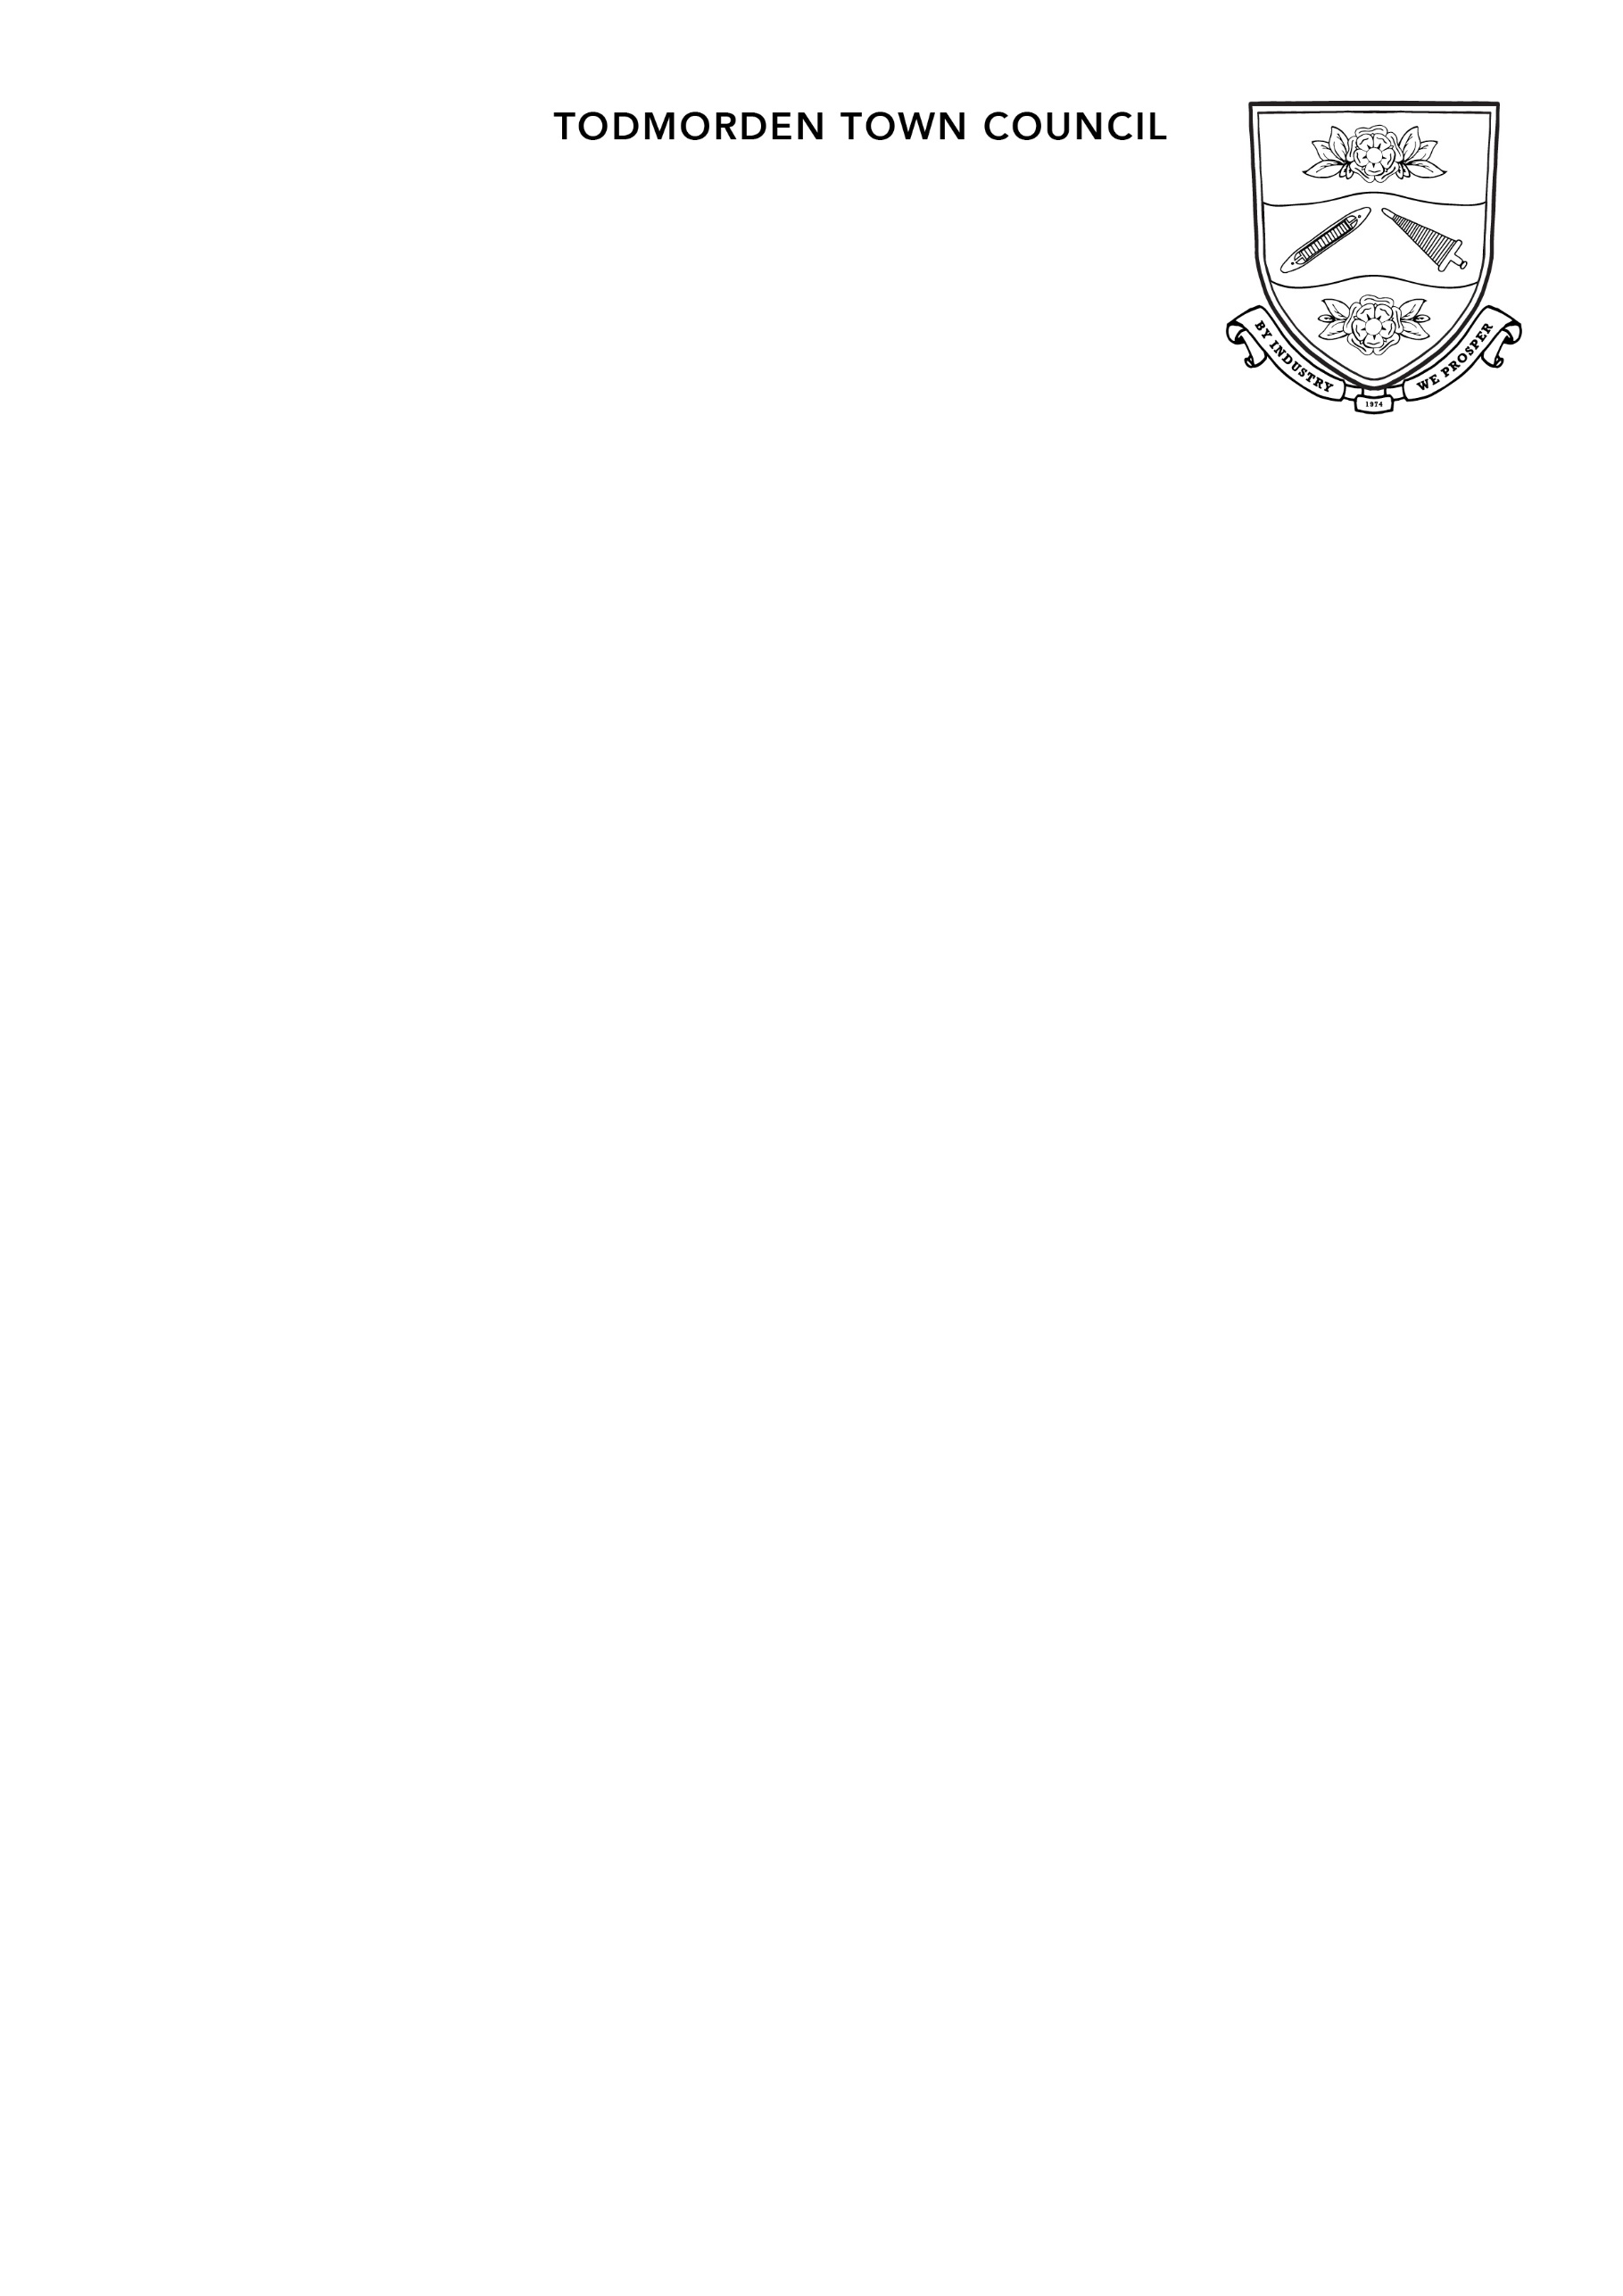 TODMORDEN TOWN COUNCIL
BY INDUSTRY WE PROSPER
1974